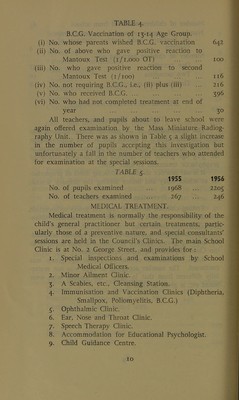 TABLE 4.
B.C.G. Vaccination of 13-14 Age Group.
(i) No. whose parents wished B.C.G. vaccination 642
(ii) No. of above who gave positive reaction to
Mantoux Test (1/1,000 OT) 100
(iii) No. who gave positive reaction to second
Mantoux Test (1/100) 116
(iv) No. not requiring B.C.G., i.e., (ii) plus (iii) 216
(v) No. who received B.C.G. 396
(vi) No. who had not completed treatment at end of
year 30
All teachers, and pupils about to leave school were
again offered examination by the Mass Miniature Radiog-
raphy Unit. There was as shown in Table 5 a slight increase
in the number of pupils accepting this investigation but
unfortunately a fall in the number of teachers who attended
for examination at the special sessions.
TABLE 5
1955 1956
No. of pupils examined 1968 2205
No. of teachers examined 267 246
MEDICAL TREATMENT.
Medical treatment is normally the responsibility of the
child's general practitioner but certain treatments, partic-
ularly those of a preventive nature, and special consultants'
sessions are held in the Council's Clinics. The main School
Clinic is at No. 2 George Street, and provides for:
1. Special inspections and examinations by School
Medical Officers.
2. Minor Ailment Clinic.
3. A Scabies, etc., Cleansing Station.
4. Immunisation and Vaccination Clinics (Diphtheria,
Smallpox, Poliomyelitis, B.C.G.)
5. Ophthalmic Clinic.
6. Ear, Nose and Throat Clinic.
7. Speech Therapy Clinic.
8. Accommodation for Educational Psychologist.
9. Child Guidance Centre.
10